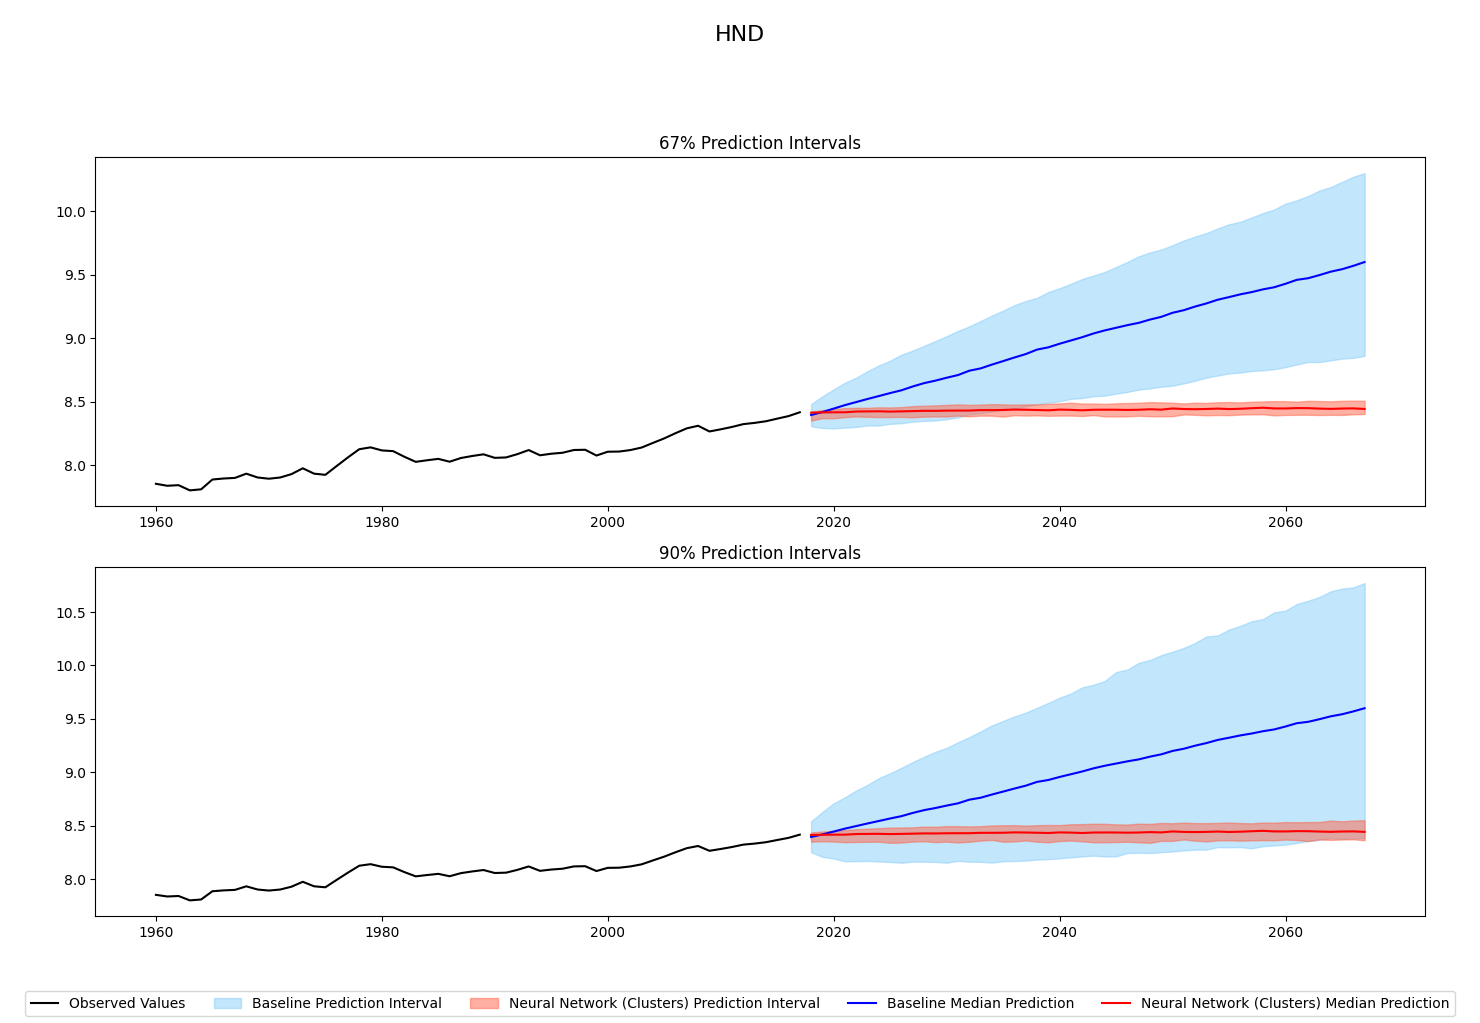 HND
67% Prediction Intervals
10.0
9.5
9.0
8.5
8.0
1960 1980 2000 2020 2040 2060
90% Prediction Intervals
10.5
10.0
9.5
9.0
8.5
8.0
1960 1980 2000 2020 2040 2060
Observed Values Baseline Prediction Interval Neural Network (Clusters) Prediction Interval Baseline Median Prediction Neural Network (Clusters) Median Prediction